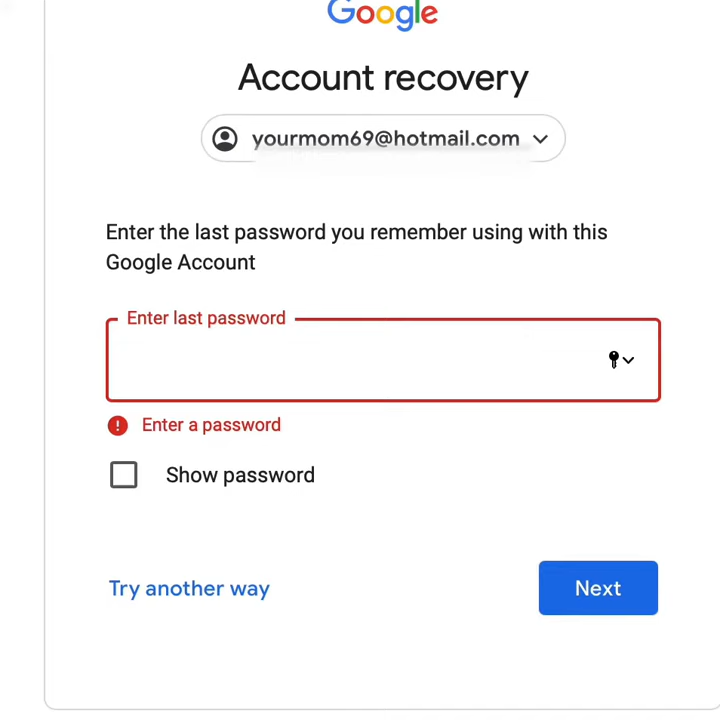 Google
Account recovery
yourmom69@hotmail.com
Enter the last password you remember using with this
Google Account
Enter last password
Enter a password
Show password
Try another way
Next